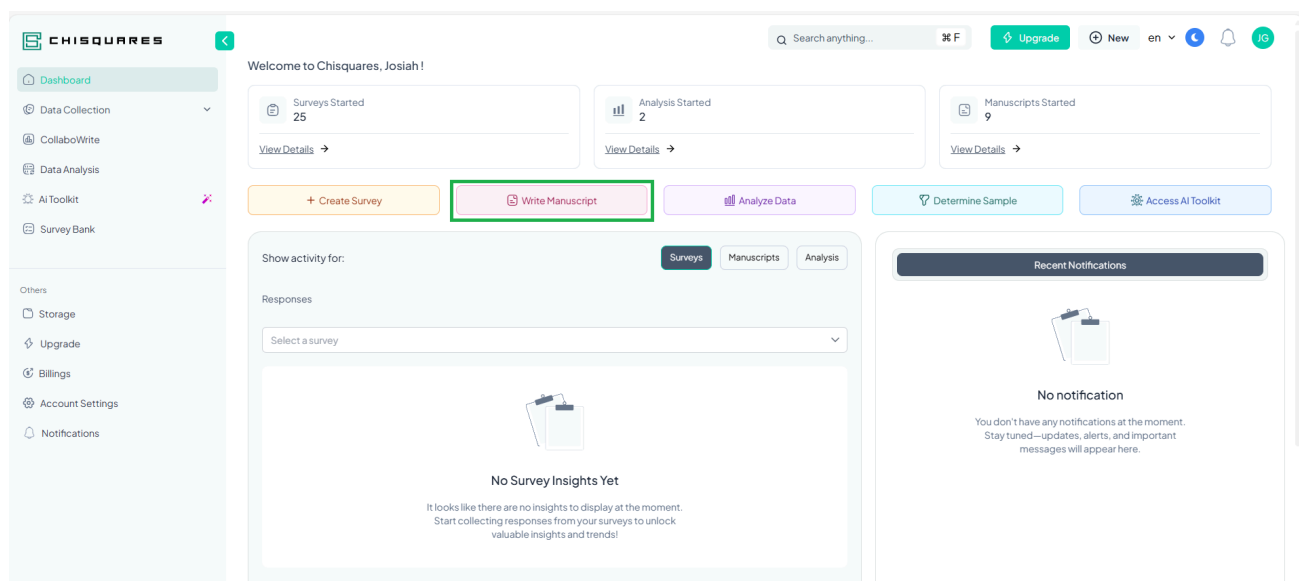 CHISQUARES
Search anything...
⌘ F
Upgrade
New
en
JG
Dashboard
Data Collection
CollaboWrite
Data Analysis
Ai Toolkit
Survey Bank
Others
Storage
Upgrade
Billings
Account Settings
Notifications
Welcome to Chisquares, Josiah !
Surveys Started
25
View Details →
Analysis Started
2
View Details →
Manuscripts Started
9
View Details →
+ Create Survey
Write Manuscript
Analyze Data
Determine Sample
Access AI Toolkit
Show activity for:
Surveys
Manuscripts
Analysis
Responses
Select a survey
No Survey Insights Yet
It looks like there are no insights to display at the moment.
Start collecting responses from your surveys to unlock
valuable insights and trends!
Recent Notifications
No notification
You don't have any notifications at the moment.
Stay tuned—updates, alerts, and important
messages will appear here.